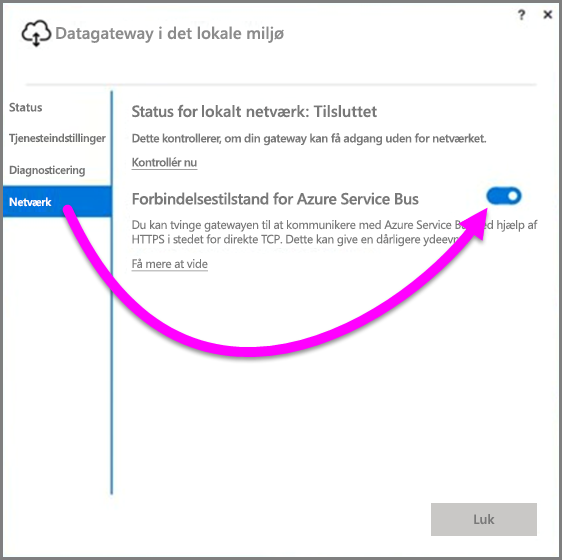 ?
Datagateway i det lokale miljø
Status
Tjenesteindstillinger
Diagnosticering
Netværk
Status for lokalt netværk: Tilsluttet
Dette kontrollerer, om din gateway kan få adgang uden for netværket.
Kontrollér nu
Forbindelsestilstand for Azure Service Bus
Du kan tvinge gatewayen til at kommunikere med Azure Service hjælp af
HTTPS i stedet for direkte TCP. Dette kan give en dårligere
Få mere at vide
Luk